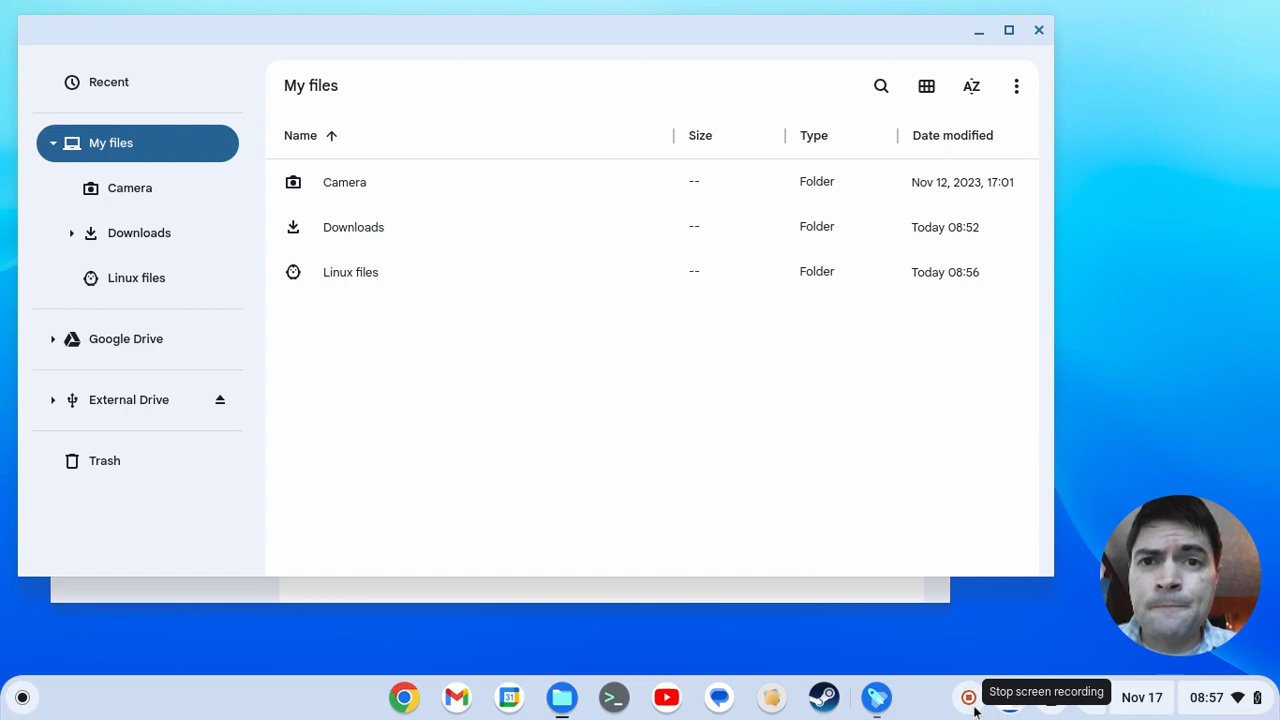 Recent
My files
Camera
Downloads
Linux files
Google Drive
External Drive
Trash
My files
AZ
Name Size Type Date modified
Camera -- Folder Nov 12, 2023, 17:01
Downloads -- Folder Today 08:52
Linux files -- Folder Today 08:56
31
>_
Stop screen recording
Nov 17
08:57